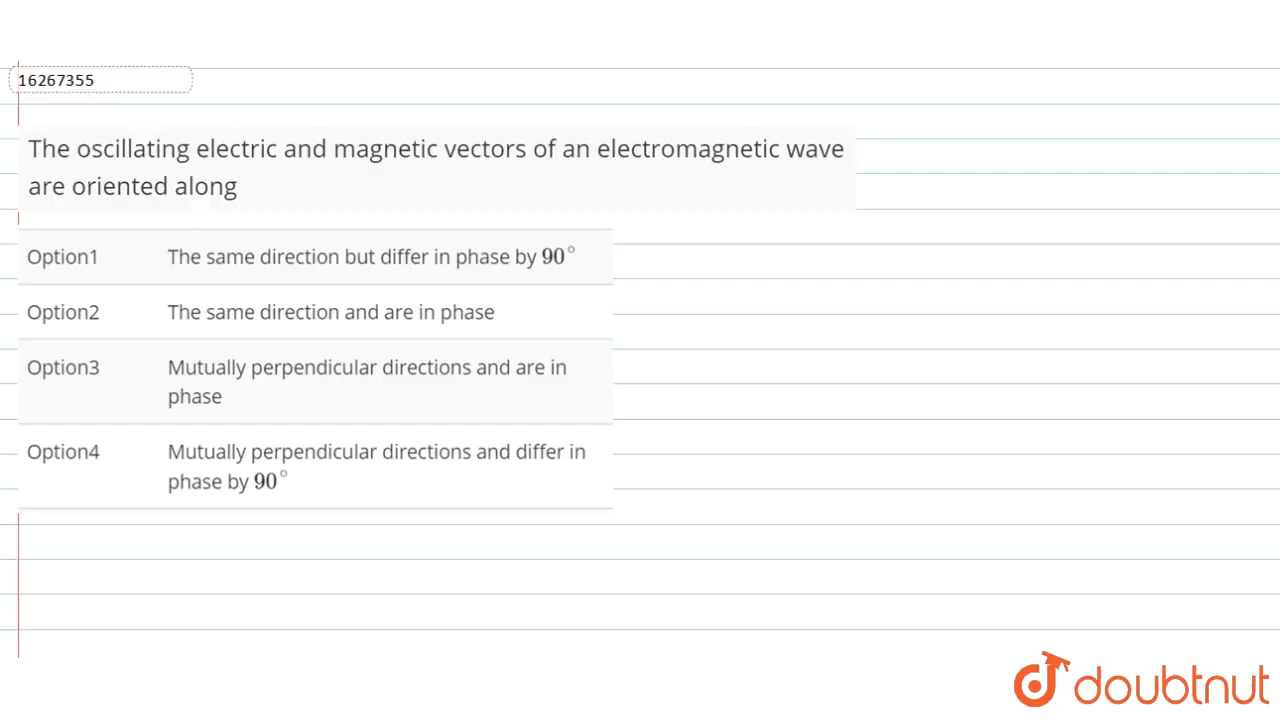 16267355
The oscillating electric and magnetic vectors of an electromagnetic wave
are oriented along
Option1 The same direction but differ in phase by 90°
Option2 The same direction and are in phase
Option3 Mutually perpendicular directions and are in
phase
Option4 Mutually perpendicular directions and differ in
phase by 90°
doubtnut